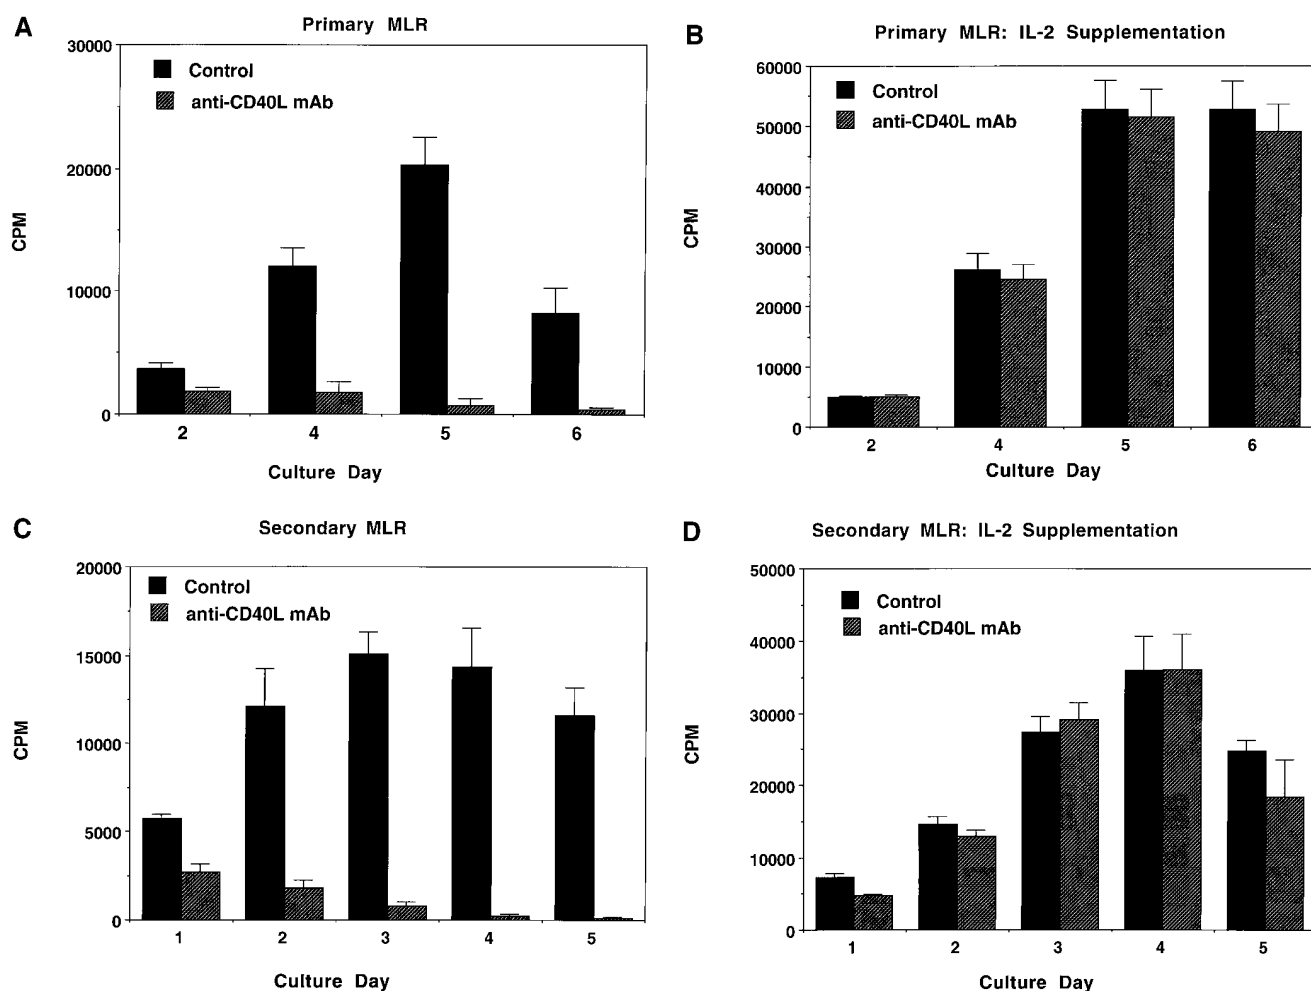 A
Primary MLR
30000
20000
10000
0
CPM
Control
anti-CD40L mAb
2 4 5 6
Culture Day
B
Primary MLR: IL-2 Supplementation
60000
50000
40000
30000
20000
10000
0
CPM
Control
anti-CD40L mAb
2 4 5 6
Culture Day
C
Secondary MLR
20000
15000
10000
5000
0
CPM
Control
anti-CD40L mAb
1 2 3 4 5
Culture Day
D
Secondary MLR: IL-2 Supplementation
50000
40000
30000
20000
10000
0
CPM
Control
anti-CD40L mAb
1 2 3 4 5
Culture Day